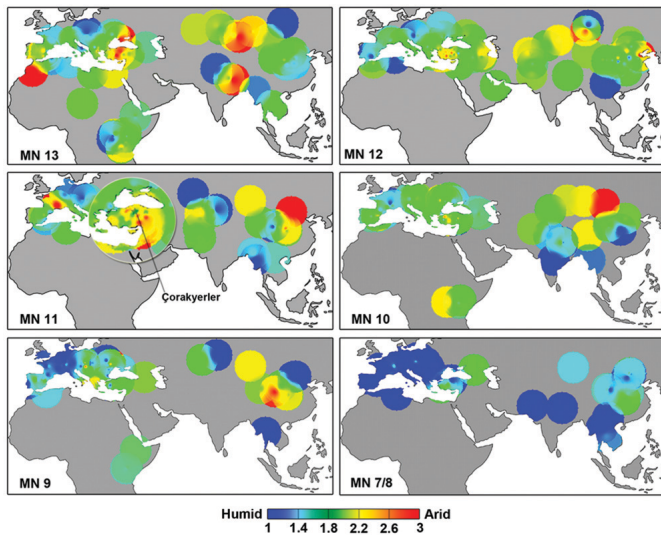 MN 13
MN 12
MN 11
Çorakyerler
MN 10
MN 9
MN 7/8
Humid Arid
1 1.4 1.8 2.2 2.6 3